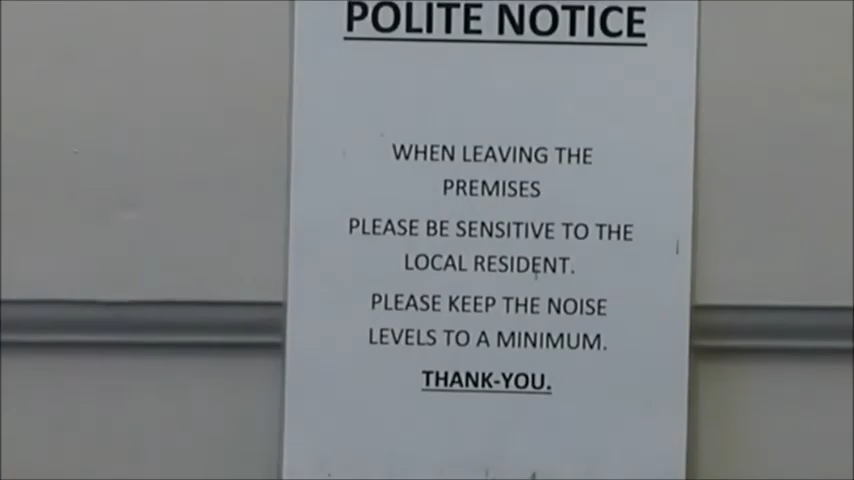 POLITE NOTICE
WHEN LEAVING THE
PREMISES
PLEASE BE SENSITIVE TO THE
LOCAL RESIDENT.
PLEASE KEEP THE NOISE
LEVELS TO A MINIMUM.
THANK-YOU.